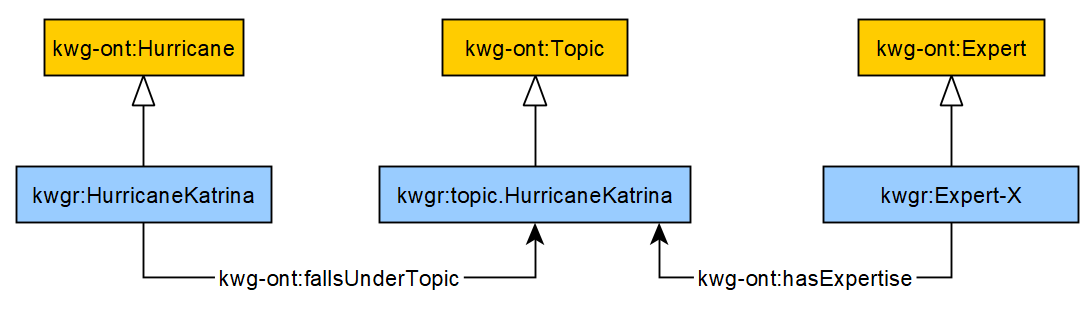 kwg-ont:Hurricane
kwg-ont:Topic
kwg-ont:Expert
kwgr:HurricaneKatrina
kwgr:topic.HurricaneKatrina
kwgr:Expert-X
kwg-ont:fallsUnderTopic
kwg-ont:hasExpertise